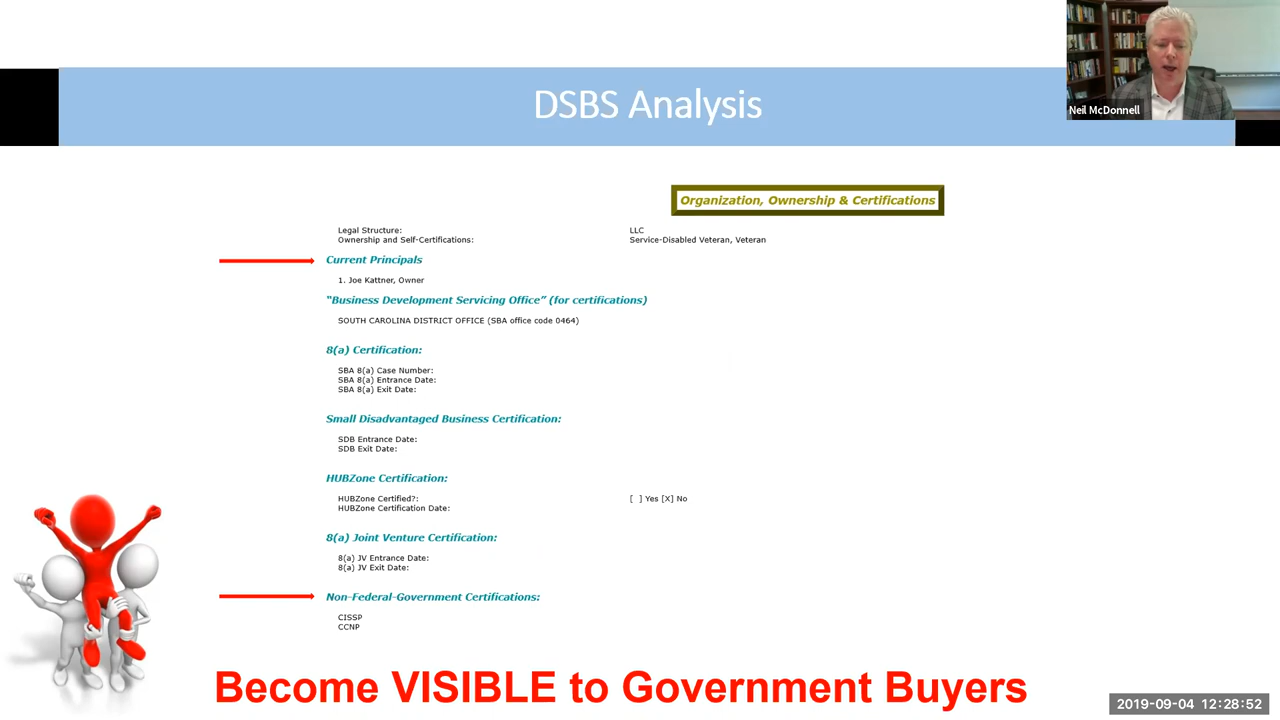 DSBS Analysis
Neil McDonnell
Organization, Ownership & Certifications
Legal Structure: LLC
Ownership and Self-Certifications: Service-Disabled Veteran, Veteran
Current Principals
1. Joe Kattner, Owner
“Business Development Servicing Office” (for certifications)
SOUTH CAROLINA DISTRICT OFFICE (SBA office code 0464)
8(a) Certification:
SBA 8(a) Case Number:
SBA 8(a) Entrance Date:
SBA 8(a) Exit Date:
Small Disadvantaged Business Certification:
SDB Entrance Date:
SDB Exit Date:
HUBZone Certification:
HUBZone Certified?: [ ] Yes [X] No
HUBZone Certification Date:
8(a) Joint Venture Certification:
8(a) JV Entrance Date:
8(a) JV Exit Date:
Non-Federal-Government Certifications:
CISSP
CCNP
Become VISIBLE to Government Buyers
2019-09-04 12:28:52